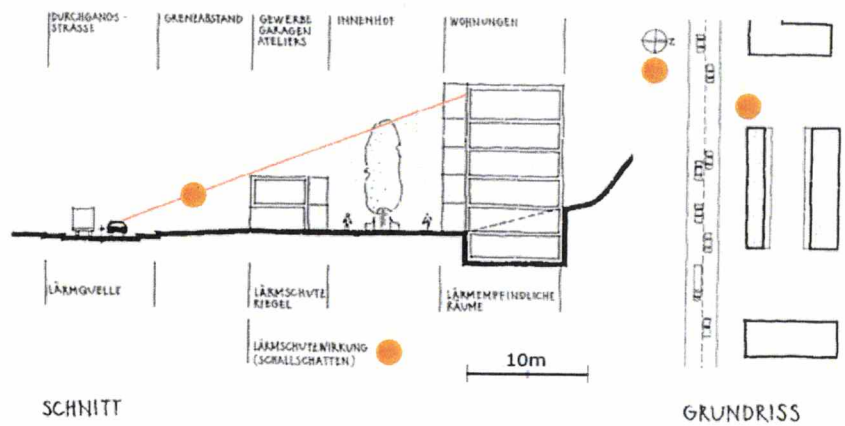 DURCHGANGS-
STRASSE
GRENZABSTAND
GEWERBE
GARAGEN
ATELIERS
INNENHOF
WOHNUNGEN
N
LÄRMQUELLE
LÄRMSCHUTZ
RIEGEL
LÄRMEMPFINDLICHE
RÄUME
LÄRMSCHUTZWIRKUNG
(SCHALLSCHATTEN)
10m
SCHNITT
GRUNDRISS